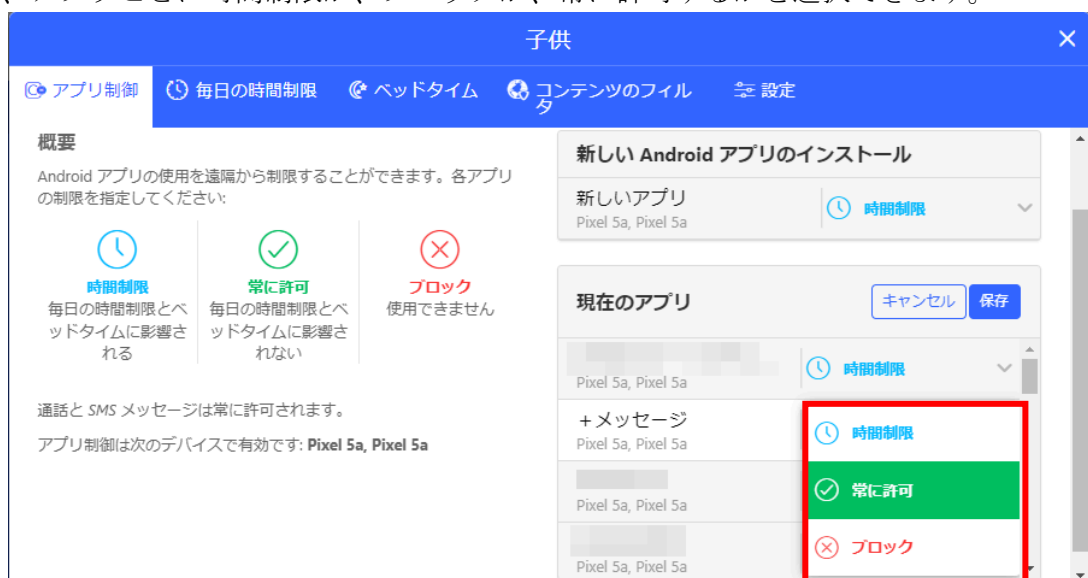 子供
アプリ制御 毎日の時間制限 ベッドタイム コンテンツのフィル
タ 設定
概要
Android アプリの使用を遠隔から制限することができます。各アプリ
の制限を指定してください:
時間制限
毎日の時間制限とベ
ッドタイムに影響さ
れる
常に許可
毎日の時間制限とベ
ッドタイムに影響さ
れない
ブロック
使用できません
通話と SMS メッセージは常に許可されます。
アプリ制御は次のデバイスで有効です: Pixel 5a, Pixel 5a
新しい Android アプリのインストール
新しいアプリ
Pixel 5a, Pixel 5a
時間制限
現在のアプリ
キャンセル 保存
Pixel 5a, Pixel 5a
時間制限
+メッセージ
Pixel 5a, Pixel 5a
Pixel 5a, Pixel 5a
Pixel 5a, Pixel 5a
時間制限
常に許可
ブロック